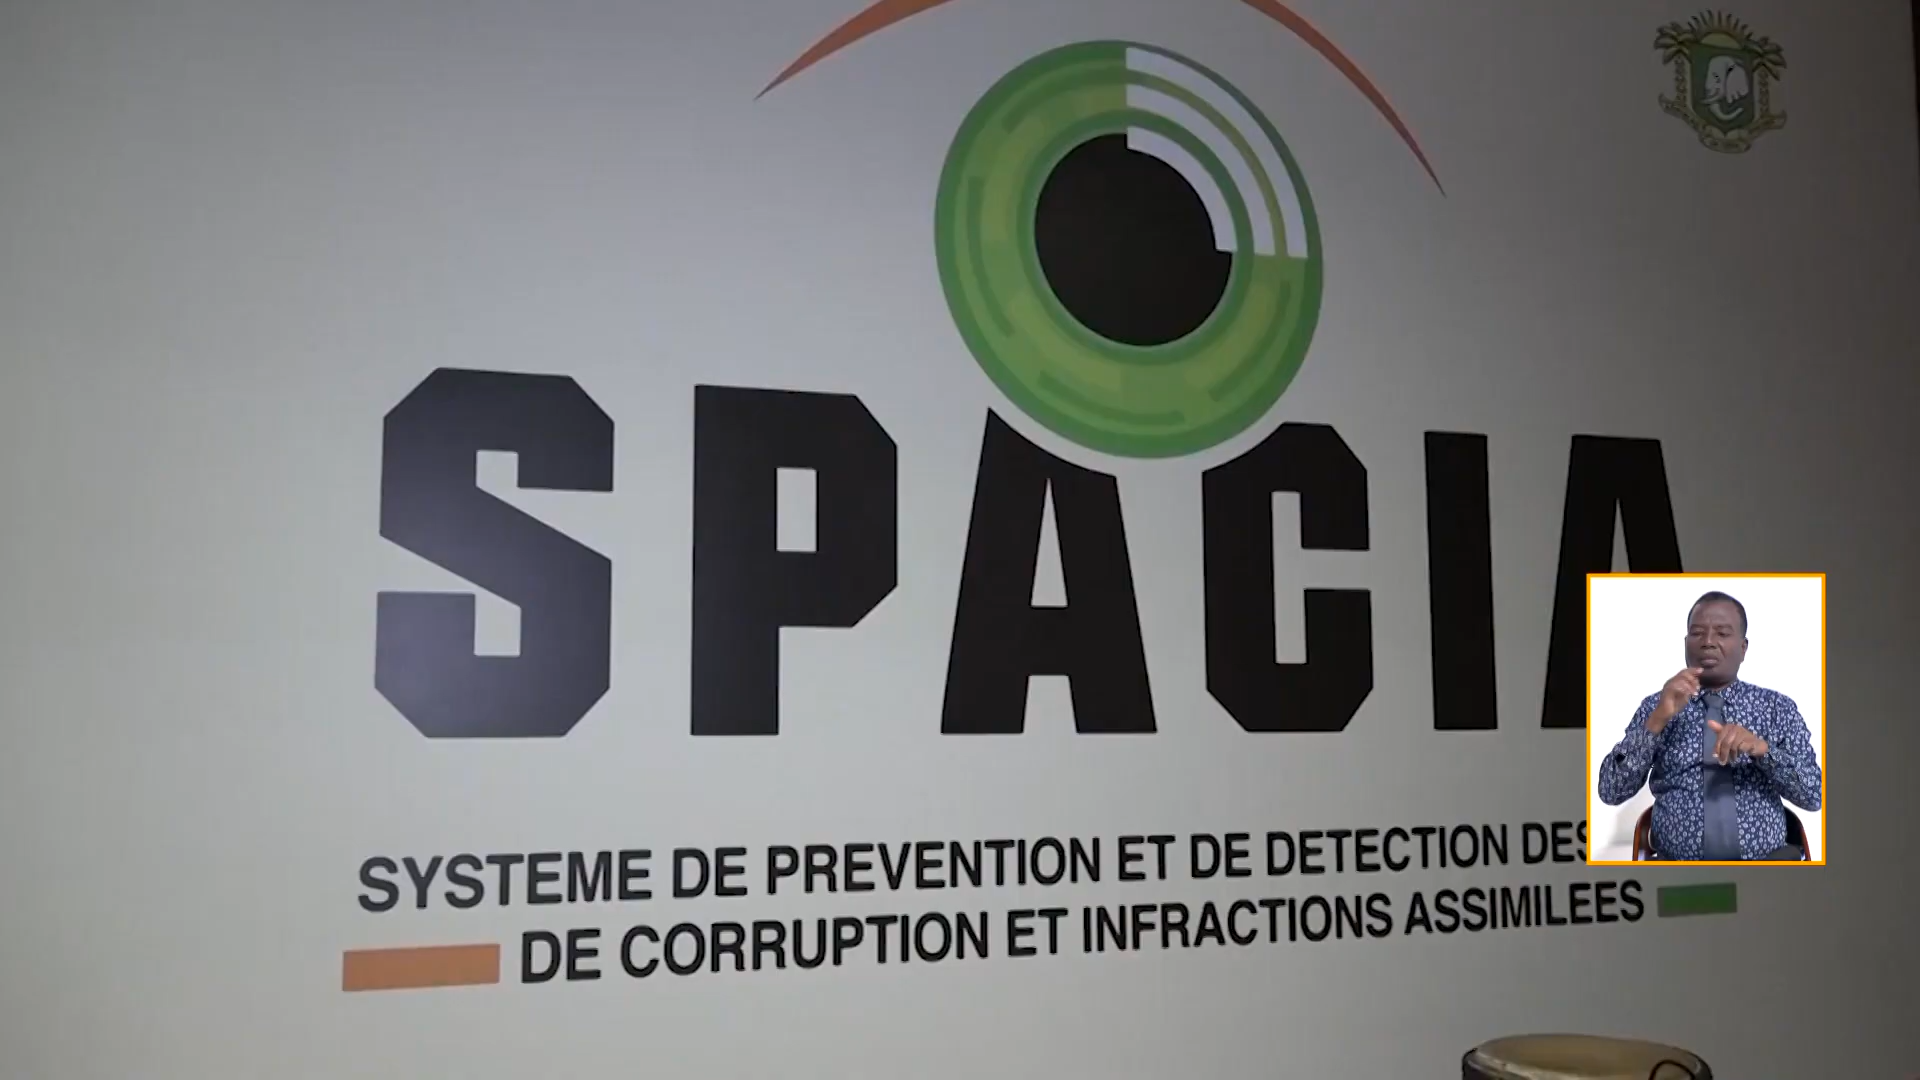 SPACIA
SYSTEME DE PREVENTION ET DE DETECTION DES
DE CORRUPTION ET INFRACTIONS ASSIMILEES